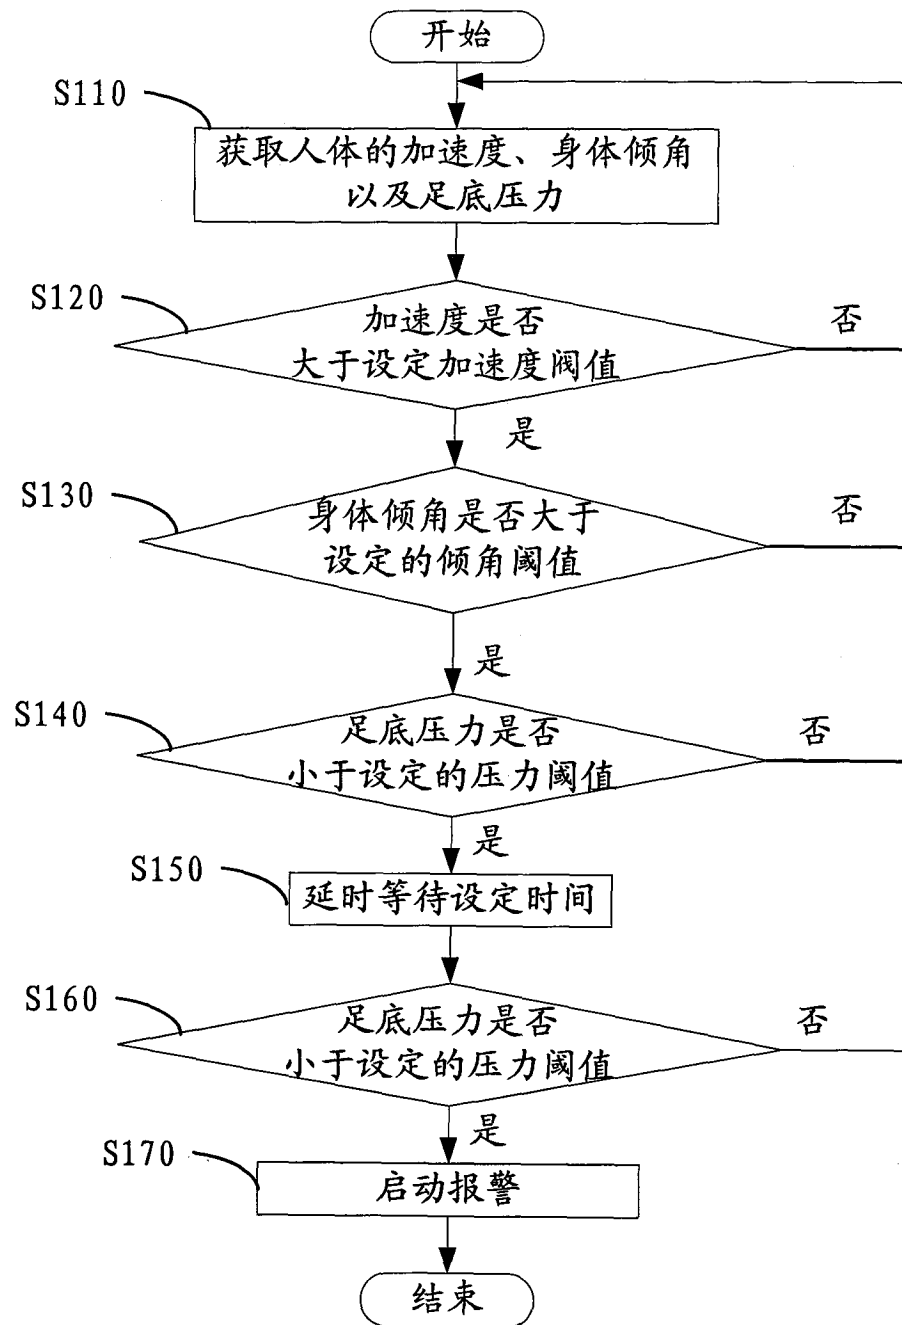 开始
S110
获取人体的加速度、身体倾角
以及足底压力
S120
加速度是否
大于设定加速度阀值
否
是
S130
身体倾角是否大于
设定的倾角阈值
否
是
S140
足底压力是否
小于设定的压力阈值
否
是
S150
延时等待设定时间
S160
足底压力是否
小于设定的压力阈值
否
是
S170
启动报警
结束